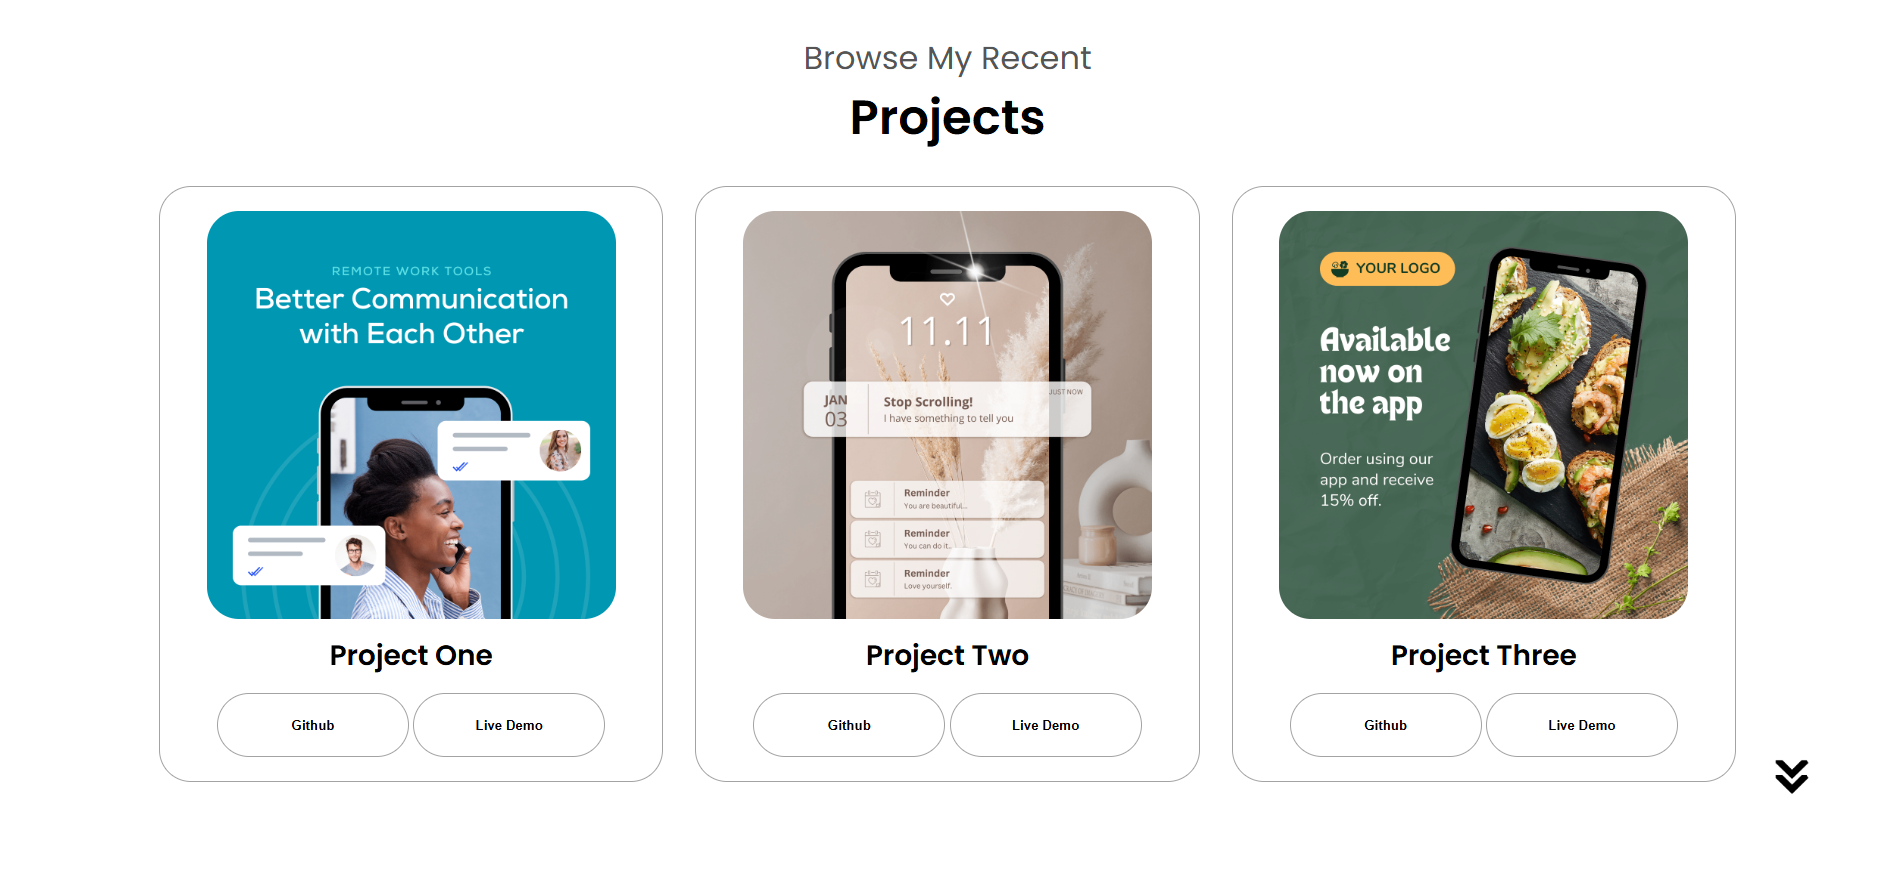 Browse My Recent
Projects
REMOTE WORK TOOLS
Better Communication
with Each Other
Project One
Github
Live Demo
11.11
JAN
03
Stop Scrolling!
I have something to tell you
JUST NOW
Reminder
You are beautiful...
Reminder
You can do it...
Reminder
Love yourself.
Project Two
Github
Live Demo
YOUR LOGO
Available
now on
the app
Order using our
app and receive
15% off.
Project Three
Github
Live Demo